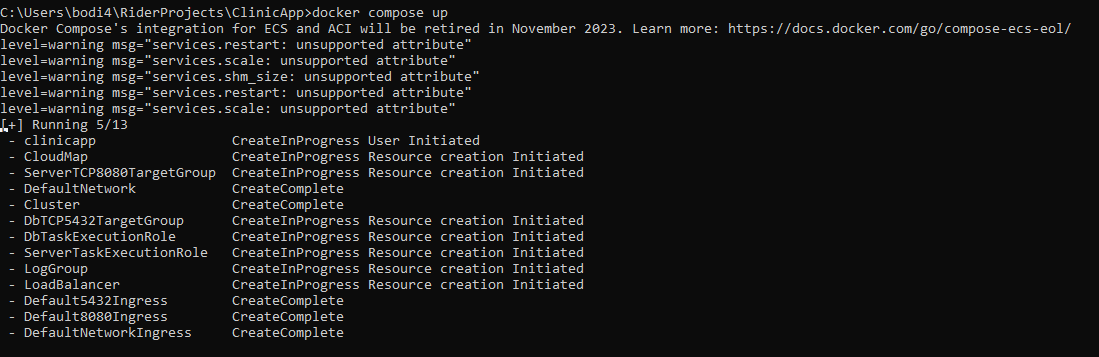 C:\Users\bodi4\RiderProjects\ClinicApp>docker compose up
Docker Compose's integration for ECS and ACI will be retired in November 2023. Learn more: https://docs.docker.com/go/compose-ecs-eol/
level=warning msg="services.restart: unsupported attribute"
level=warning msg="services.scale: unsupported attribute"
level=warning msg="services.shm_size: unsupported attribute"
level=warning msg="services.restart: unsupported attribute"
level=warning msg="services.scale: unsupported attribute"
[+] Running 5/13
 - clinicapp              CreateInProgress User Initiated
 - CloudMap               CreateInProgress Resource creation Initiated
 - ServerTCP8080TargetGroup  CreateInProgress Resource creation Initiated
 - DefaultNetwork         CreateComplete
 - Cluster                CreateComplete
 - DbTCP5432TargetGroup   CreateInProgress Resource creation Initiated
 - DbTaskExecutionRole    CreateInProgress Resource creation Initiated
 - ServerTaskExecutionRole  CreateInProgress Resource creation Initiated
 - LogGroup               CreateInProgress Resource creation Initiated
 - LoadBalancer           CreateInProgress Resource creation Initiated
 - Default5432Ingress     CreateComplete
 - Default8080Ingress     CreateComplete
 - DefaultNetworkIngress  CreateComplete